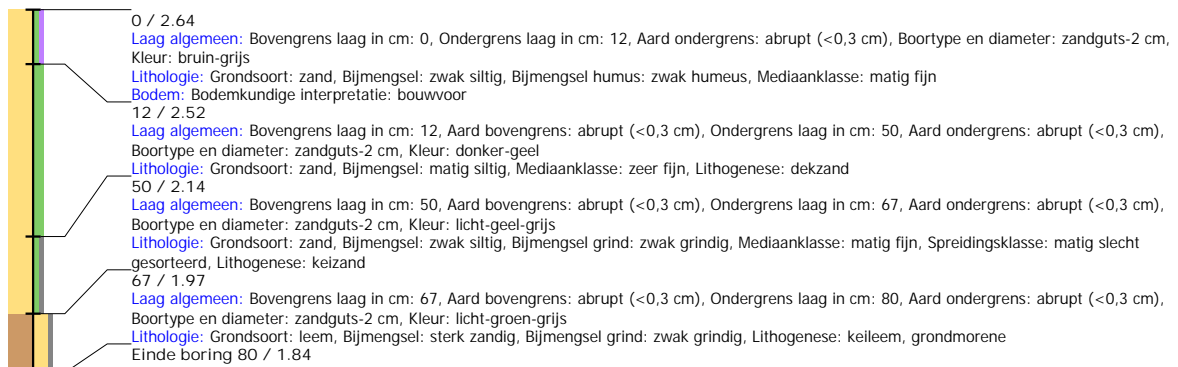 0 / 2.64
Laag algemeen: Bovengrens laag in cm: 0, Ondergrens laag in cm: 12, Aard ondergrens: abrupt (<0,3 cm), Boortype en diameter: zandguts-2 cm,
Kleur: bruin-grijs
Lithologie: Grondsoort: zand, Bijmengsel: zwak siltig, Bijmengsel humus: zwak humeus, Mediaanklasse: matig fijn
Bodem: Bodemkundige interpretatie: bouwvoor
12 / 2.52
Laag algemeen: Bovengrens laag in cm: 12, Aard bovengrens: abrupt (<0,3 cm), Ondergrens laag in cm: 50, Aard ondergrens: abrupt (<0,3 cm),
Boortype en diameter: zandguts-2 cm, Kleur: donker-geel
Lithologie: Grondsoort: zand, Bijmengsel: matig siltig, Mediaanklasse: zeer fijn, Lithogenese: dekzand
50 / 2.14
Laag algemeen: Bovengrens laag in cm: 50, Aard bovengrens: abrupt (<0,3 cm), Ondergrens laag in cm: 67, Aard ondergrens: abrupt (<0,3 cm),
Boortype en diameter: zandguts-2 cm, Kleur: licht-geel-grijs
Lithologie: Grondsoort: zand, Bijmengsel: zwak siltig, Bijmengsel grind: zwak grindig, Mediaanklasse: matig fijn, Spreidingsklasse: matig slecht
gesorteerd, Lithogenese: keizand
67 / 1.97
Laag algemeen: Bovengrens laag in cm: 67, Aard bovengrens: abrupt (<0,3 cm), Ondergrens laag in cm: 80, Aard ondergrens: abrupt (<0,3 cm),
Boortype en diameter: zandguts-2 cm, Kleur: licht-groen-grijs
Lithologie: Grondsoort: leem, Bijmengsel: sterk zandig, Bijmengsel grind: zwak grindig, Lithogenese: keileem, grondmorene
Einde boring 80 / 1.84